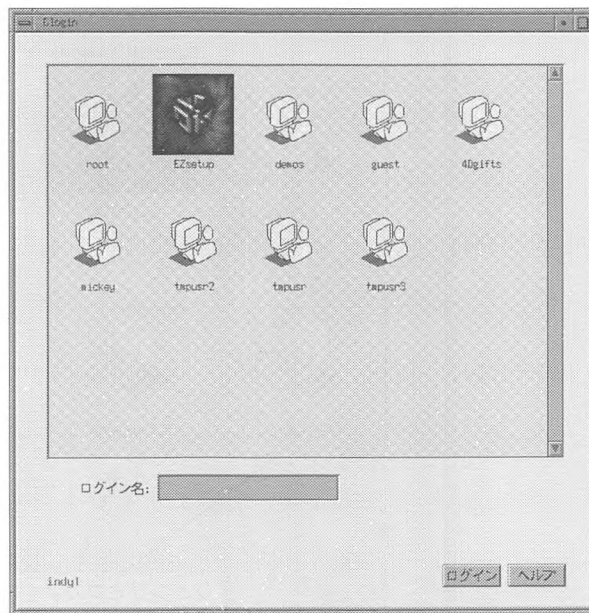 Clogin
root EZsetup demos guest 4Dgifts
mickey tmpusr2 tmpusr tmpusr3
ログイン名:
ログイン ヘルプ
indy1